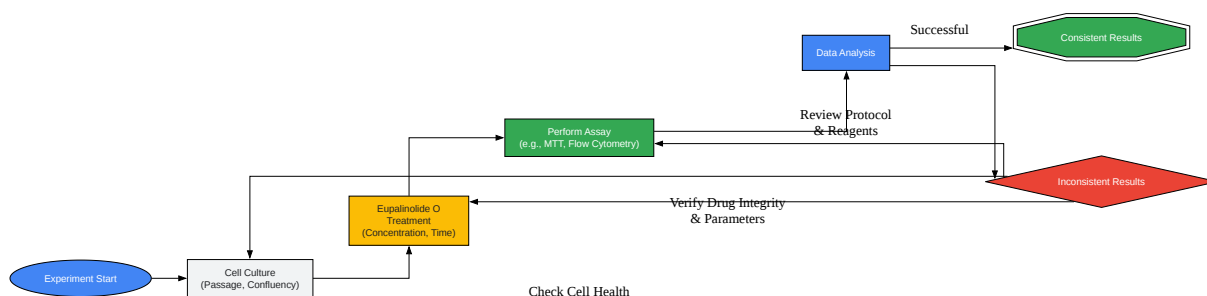 Successful
Consistent Results
Data Analysis
Review Protocol
& Reagents
Perform Assay
(e.g., MTT, Flow Cytometry)
Inconsistent Results
Eupalinolide O
Treatment
(Concentration, Time)
Verify Drug Integrity
& Parameters
Experiment Start
Cell Culture
(Passage, Confluency)
Check Cell Health